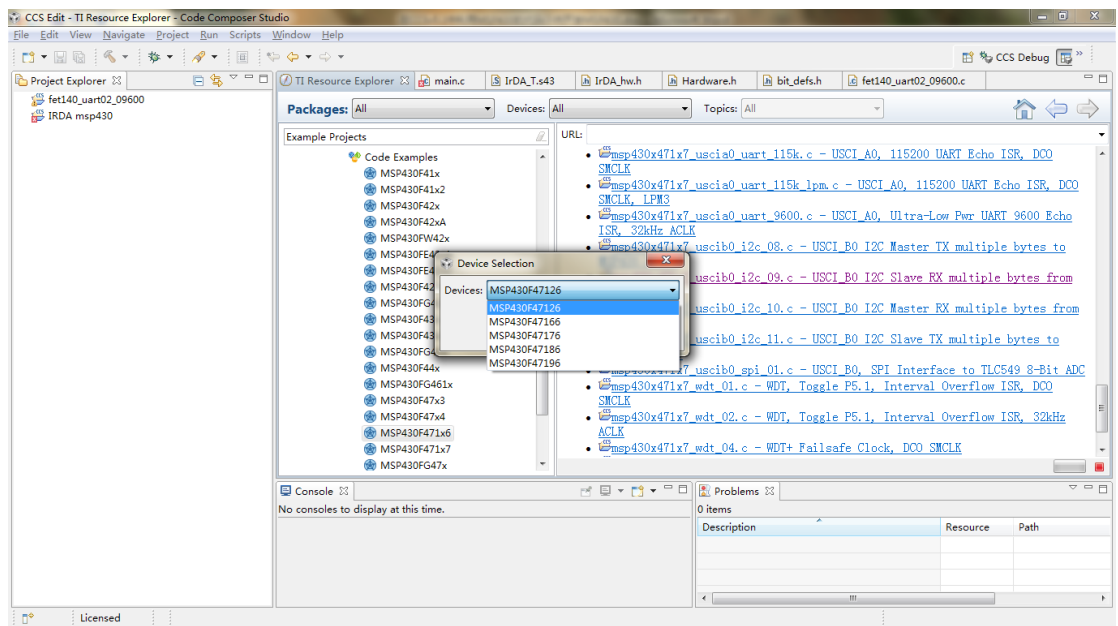 CCS Edit - TI Resource Explorer - Code Composer Studio
File Edit View Navigate Project Run Scripts Window Help
CCS Debug
Project Explorer
TI Resource Explorer
main.c
IrDA_T.s43
IrDA_hw.h
Hardware.h
bit_defs.h
fet140_uart02_09600.c
fet140_uart02_09600
IRDA msp430
Packages: All
Devices: All
Topics: All
Example Projects
URL:
Code Examples
MSP430F41x
MSP430F41x2
MSP430F42x
MSP430F42xA
MSP430FW42x
MSP430FE4
MSP430FE4
MSP430F42
MSP430FG4
MSP430F43
MSP430F43
MSP430FG4
MSP430F44x
MSP430FG461x
MSP430F47x3
MSP430F47x4
MSP430F471x6
MSP430F471x7
MSP430FG47x
msp430x471x7_uscia0_uart_115k.c - USCI_A0, 115200 UART Echo ISR, DCO
SMCLK
msp430x471x7_uscia0_uart_115k_lpm.c - USCI_A0, 115200 UART Echo ISR, DCO
SMCLK, LPM3
msp430x471x7_uscia0_uart_9600.c - USCI_A0, Ultra-Low Pwr UART 9600 Echo
ISR, 32kHz ACLK
msp430x471x7_uscib0_i2c_08.c - USCI_B0 I2C Master TX multiple bytes to
_uscib0_i2c_09.c - USCI_B0 I2C Slave RX multiple bytes from
_uscib0_i2c_10.c - USCI_B0 I2C Master RX multiple bytes from
_uscib0_i2c_11.c - USCI_B0 I2C Slave TX multiple bytes to
msp430x471x7_uscib0_spi_01.c - USCI_B0, SPI Interface to TLC549 8-Bit ADC
msp430x471x7_wdt_01.c - WDT, Toggle P5.1, Interval Overflow ISR, DCO
SMCLK
msp430x471x7_wdt_02.c - WDT, Toggle P5.1, Interval Overflow ISR, 32kHz
ACLK
msp430x471x7_wdt_04.c - WDT+ Failsafe Clock, DCO SMCLK
Device Selection
Devices: MSP430F47126
MSP430F47126
MSP430F47166
MSP430F47176
MSP430F47186
MSP430F47196
Console
No consoles to display at this time.
Problems
0 items
Description Resource Path
Licensed